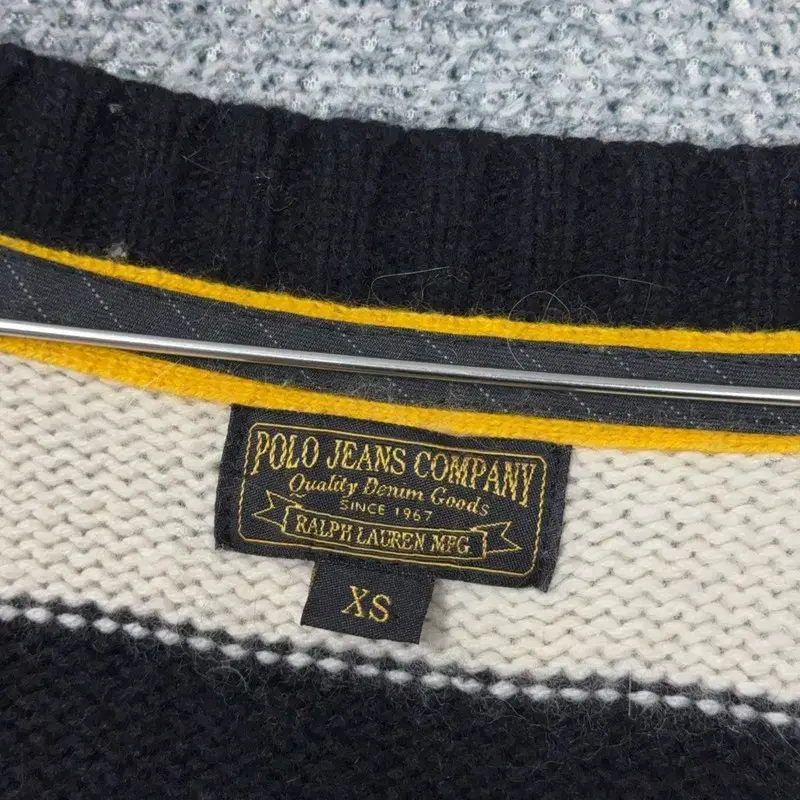 POLO JEANS COMPANY
Quality Denim Goods
SINCE 1967
RALPH LAUREN MFG.
XS